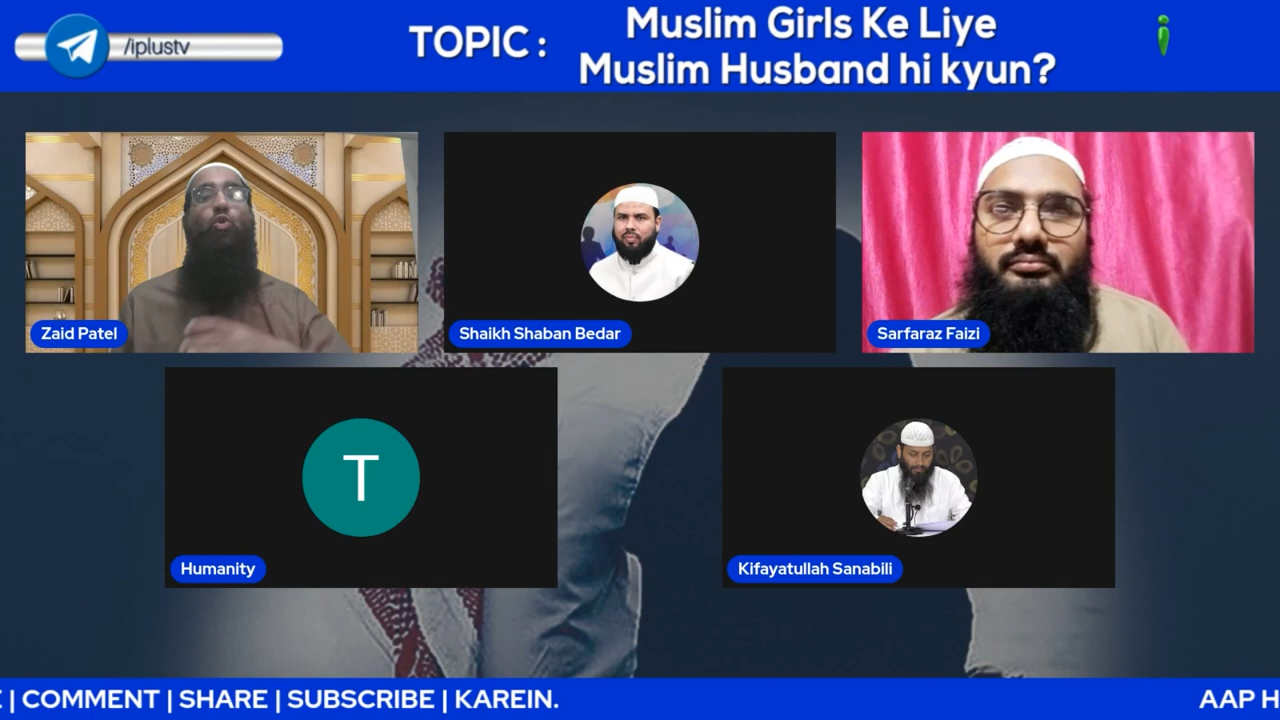 /iplustv
TOPIC :
Muslim Girls Ke Liye
Muslim Husband hi kyun?
Zaid Patel
Shaikh Shaban Bedar
Sarfaraz Faizi
T
Humanity
Kifayatullah Sanabili
| COMMENT | SHARE | SUBSCRIBE | KAREIN.
AAP H